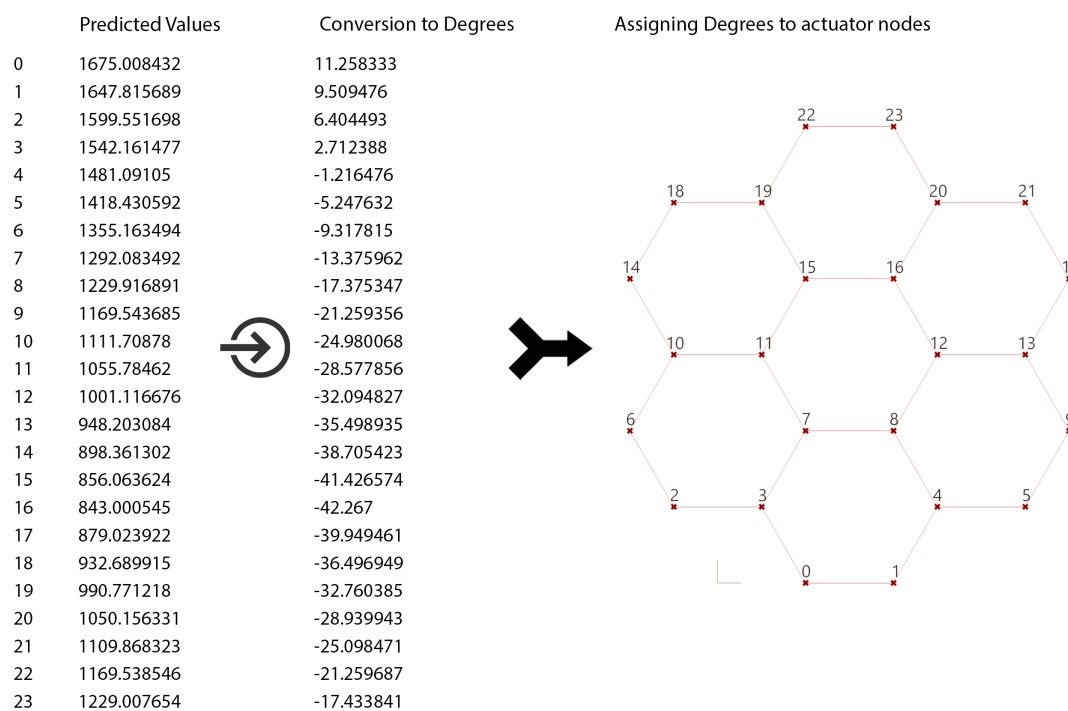 Predicted Values Conversion to Degrees Assigning Degrees to actuator nodes
0 1675.008432 11.258333
1 1647.815689 9.509476
2 1599.551698 6.404493
3 1542.161477 2.712388
4 1481.09105 -1.216476
5 1418.430592 -5.247632
6 1355.163494 -9.317815
7 1292.083492 -13.375962
8 1229.916891 -17.375347
9 1169.543685 -21.259356
10 1111.70878 -24.980068
11 1055.78462 -28.577856
12 1001.116676 -32.094827
13 948.203084 -35.498935
14 898.361302 -38.705423
15 856.063624 -41.426574
16 843.000545 -42.267
17 879.023922 -39.949461
18 932.689915 -36.496949
19 990.771218 -32.760385
20 1050.156331 -28.939943
21 1109.868323 -25.098471
22 1169.538546 -21.259687
23 1229.007654 -17.433841
22 23
18 19 20 21
14 15 16
10 11 12 13
6 7 8
2 3 4 5
0 1